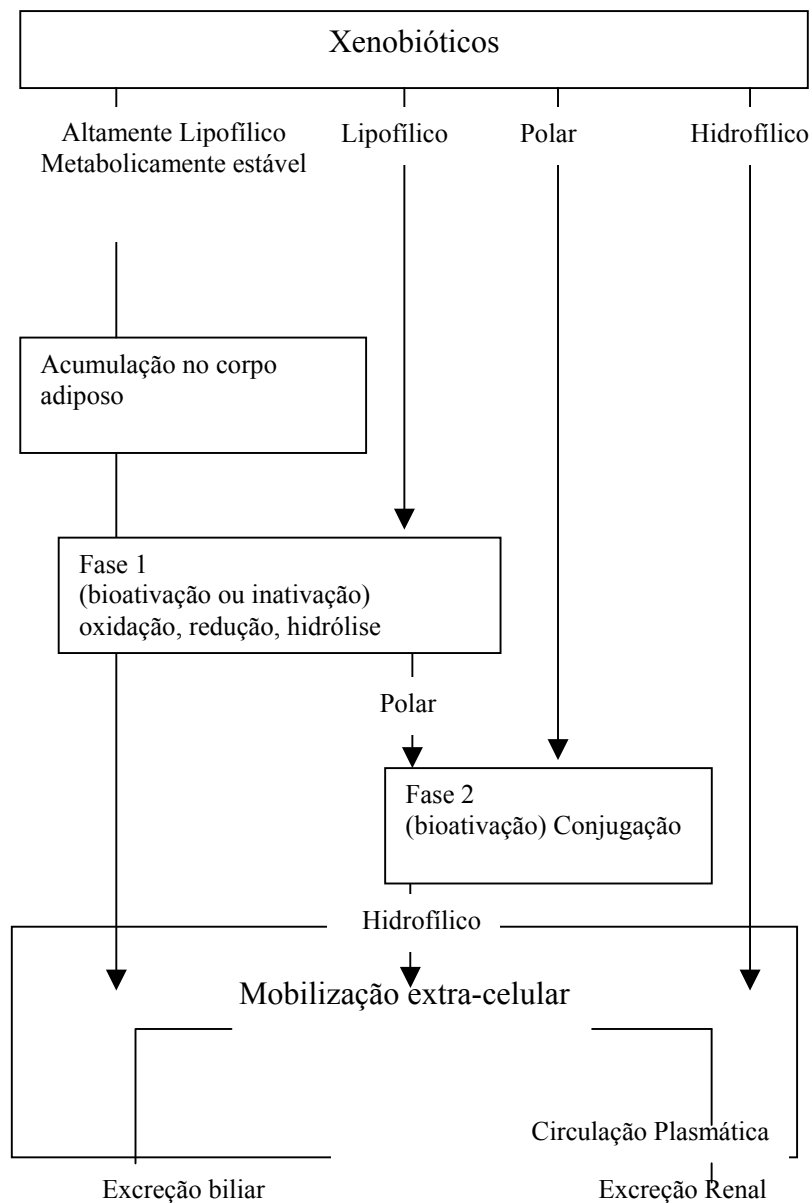 Xenobióticos
Altamente Lipofílico
Metabolicamente estável
Lipofílico
Polar
Hidrofílico
Acumulação no corpo
adiposo
Fase 1
(bioativação ou inativação)
oxidação, redução, hidrólise
Polar
Fase 2
(bioativação) Conjugação
Hidrofílico
Mobilização extra-celular
Circulação Plasmática
Excreção biliar
Excreção Renal